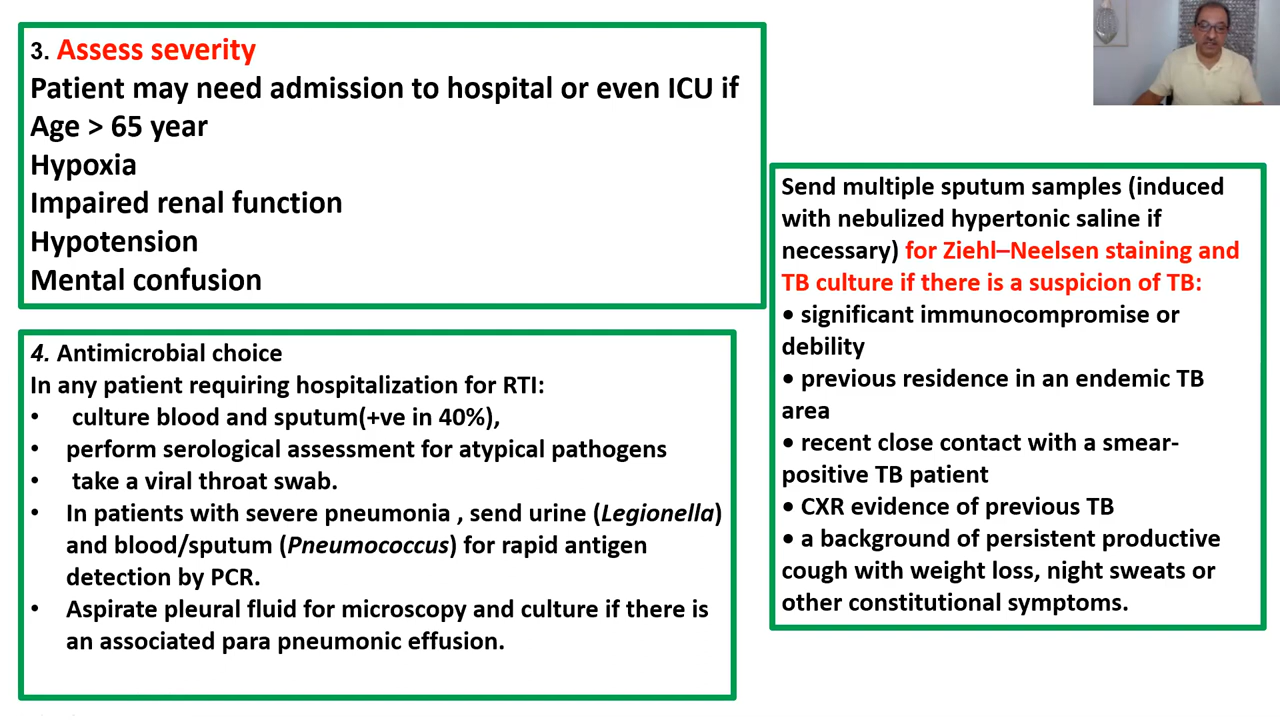 3. Assess severity
Patient may need admission to hospital or even ICU if
Age > 65 year
Hypoxia
Impaired renal function
Hypotension
Mental confusion
4. Antimicrobial choice
In any patient requiring hospitalization for RTI:
• culture blood and sputum(+ve in 40%),
• perform serological assessment for atypical pathogens
• take a viral throat swab.
• In patients with severe pneumonia , send urine (Legionella)
and blood/sputum (Pneumococcus) for rapid antigen
detection by PCR.
• Aspirate pleural fluid for microscopy and culture if there is
an associated para pneumonic effusion.
Send multiple sputum samples (induced
with nebulized hypertonic saline if
necessary) for Ziehl–Neelsen staining and
TB culture if there is a suspicion of TB:
• significant immunocompromise or
debility
• previous residence in an endemic TB
area
• recent close contact with a smear-
positive TB patient
• CXR evidence of previous TB
• a background of persistent productive
cough with weight loss, night sweats or
other constitutional symptoms.